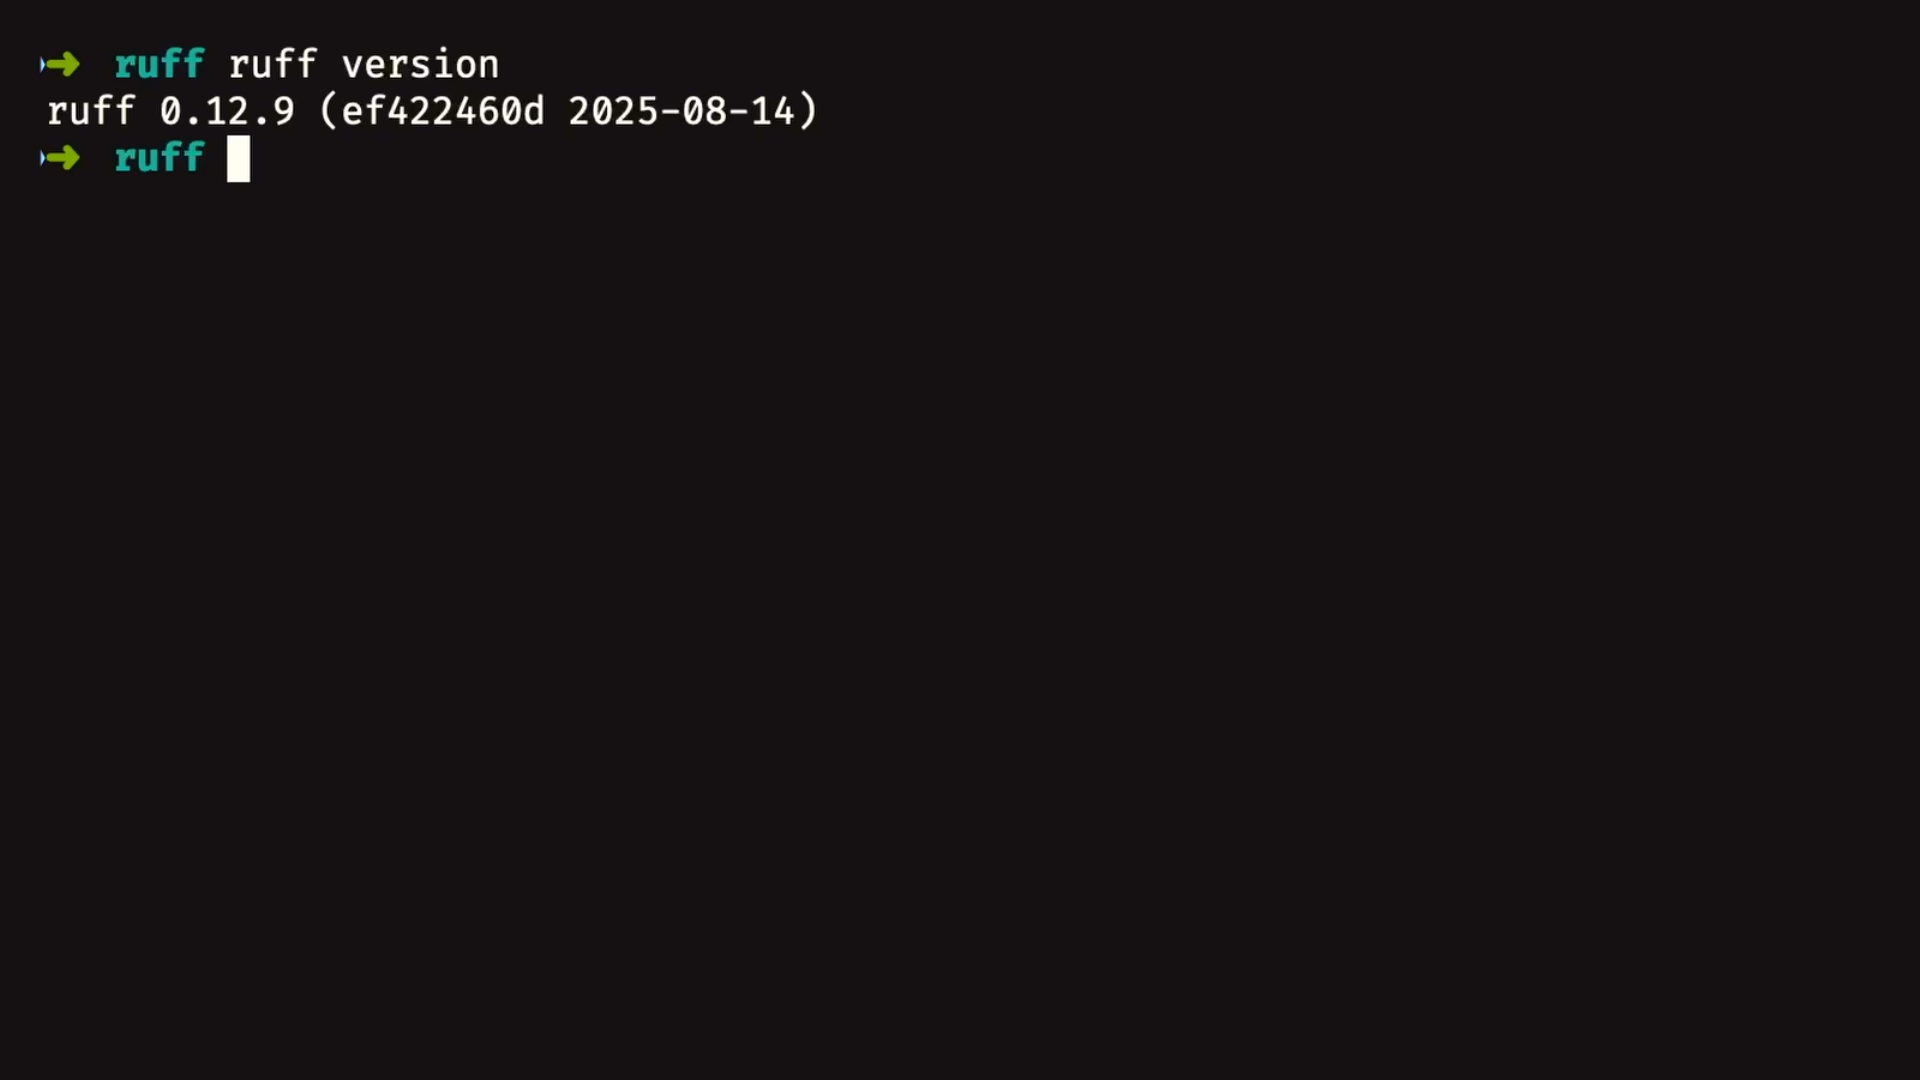 ➜ ruff ruff version
ruff 0.12.9 (ef422460d 2025-08-14)
➜ ruff